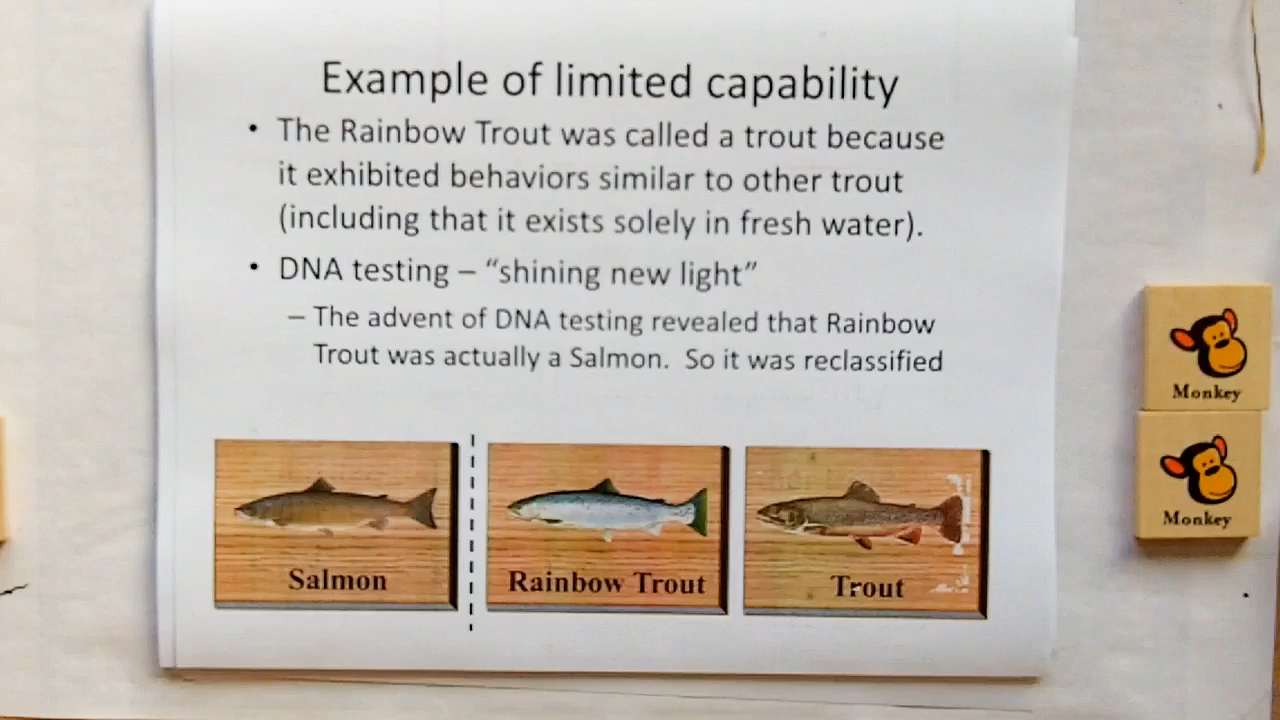 Example of limited capability
• The Rainbow Trout was called a trout because
it exhibited behaviors similar to other trout
(including that it exists solely in fresh water).
• DNA testing – “shining new light”
– The advent of DNA testing revealed that Rainbow
Trout was actually a Salmon. So it was reclassified
Salmon
Rainbow Trout
Trout
Monkey
Monkey